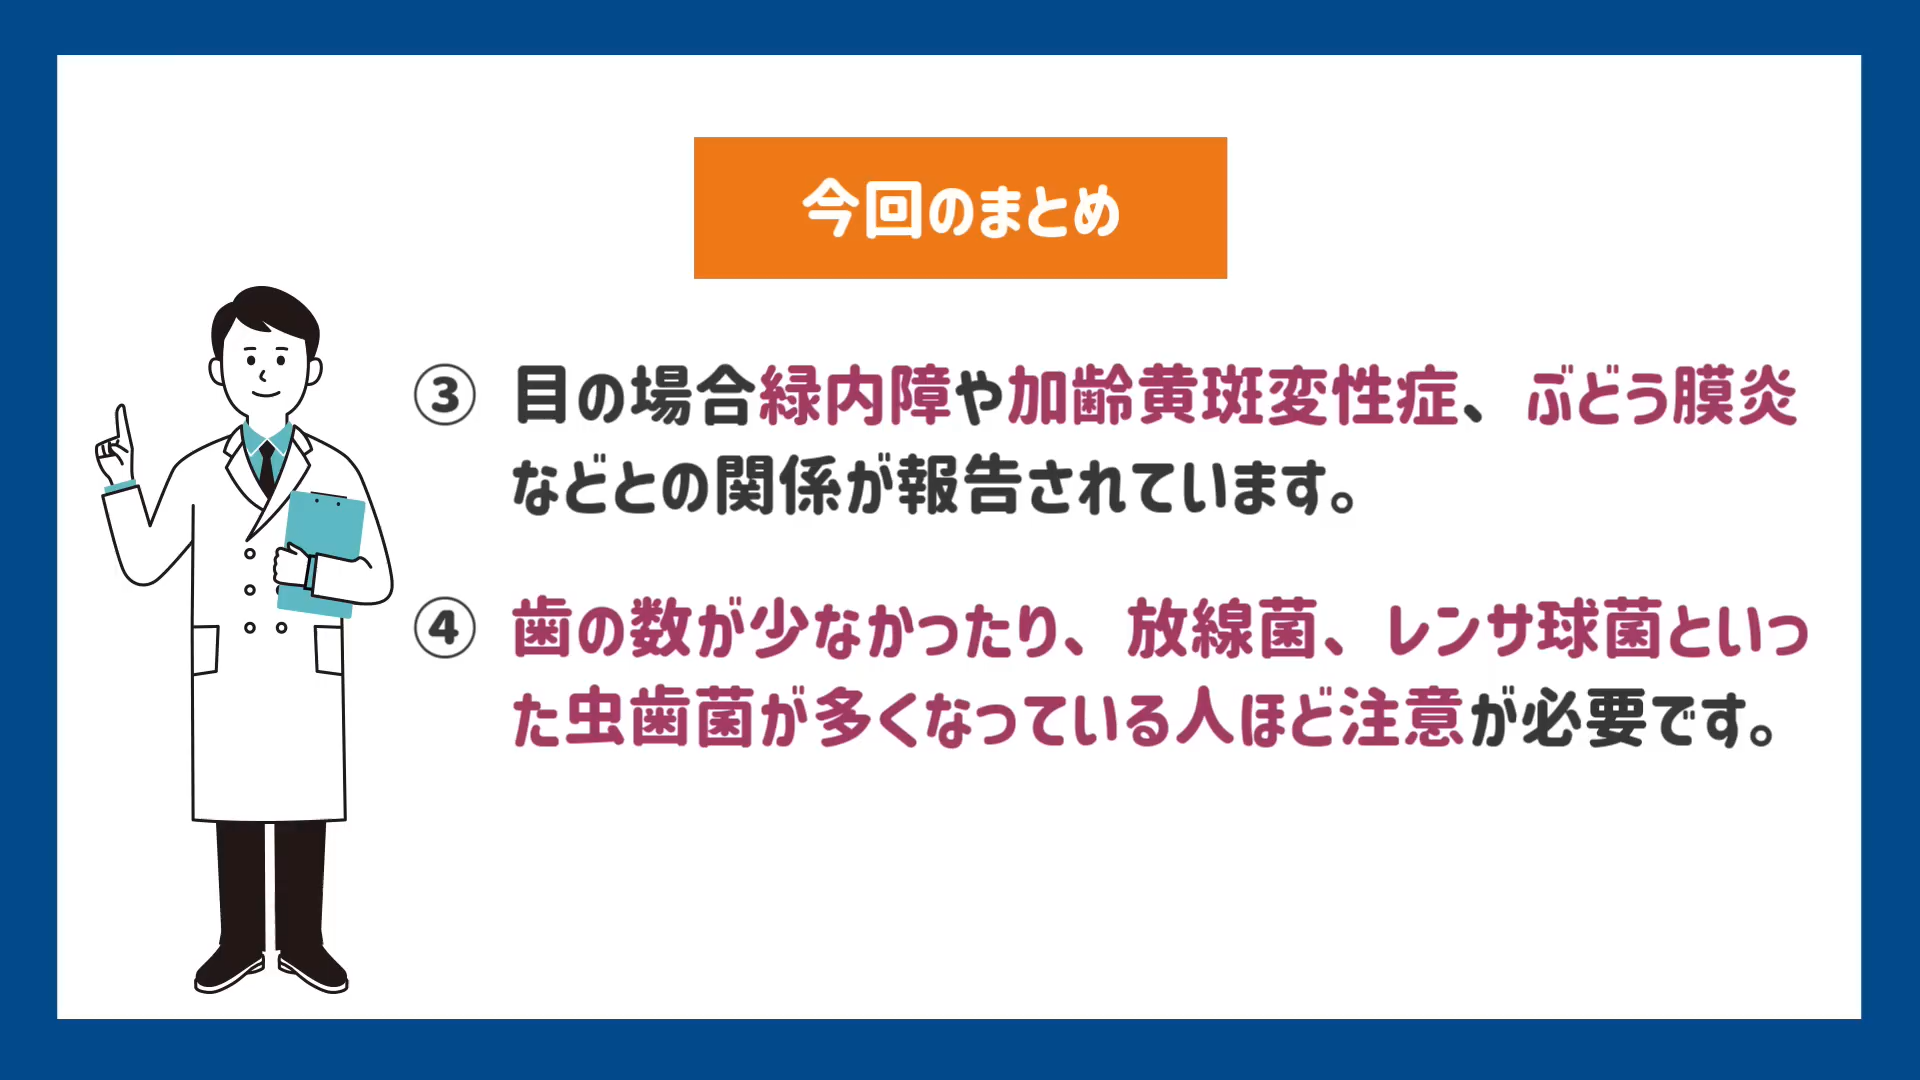 今回のまとめ
③ 目の場合緑内障や加齢黄斑変性症、ぶどう膜炎
などとの関係が報告されています。
④ 歯の数が少なかったり、放線菌、レンサ球菌といっ
た虫歯菌が多くなっている人ほど注意が必要です。